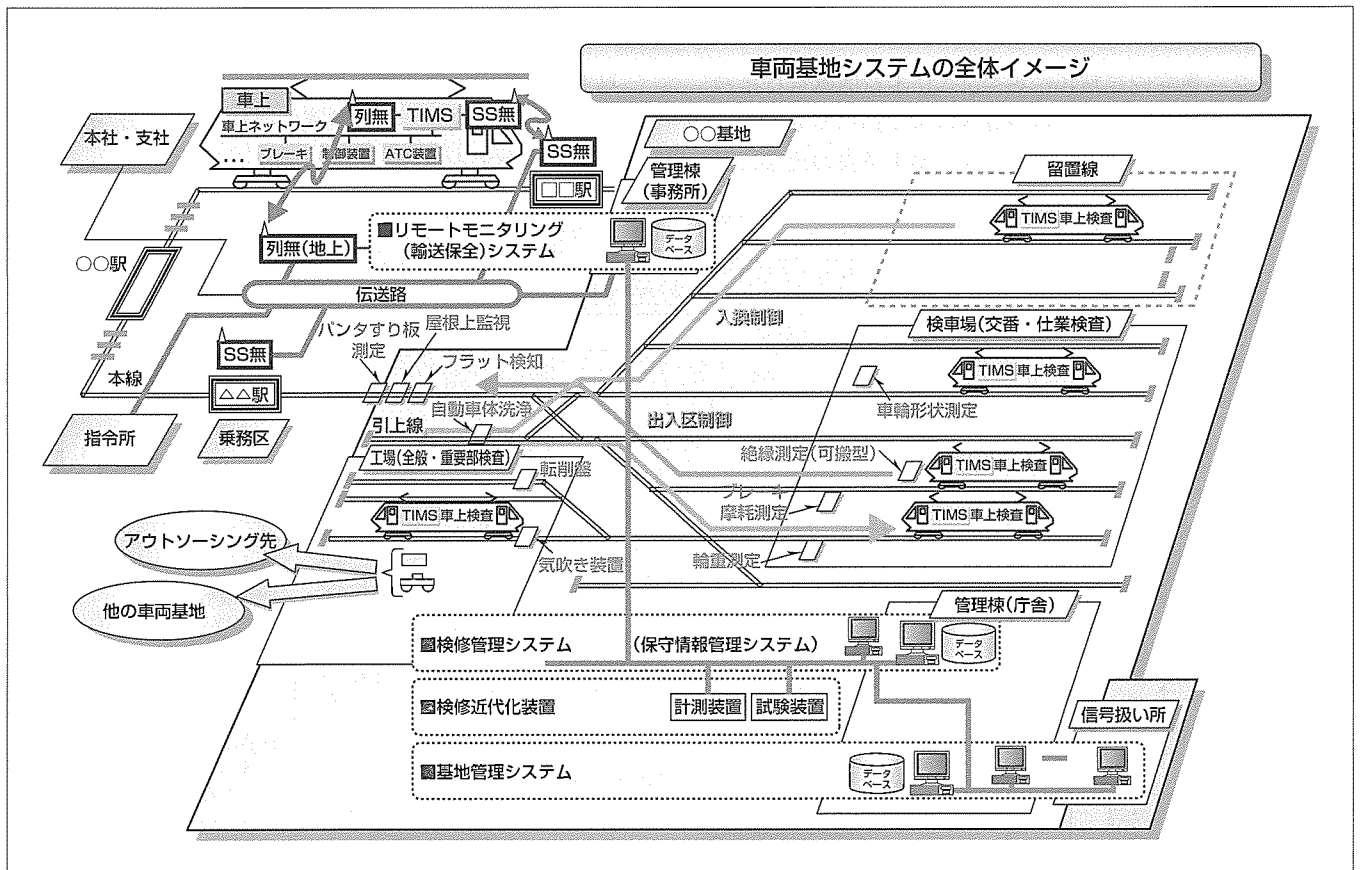 車両基地システムの全体イメージ
車上
列無
TIMS
SS無
車上ネットワーク
…
ブレーキ
制御装置
ATC装置
本社・支社
SS無
□□駅
○○基地
管理棟
(事務所)
留置線
TIMS車上検査
列無(地上)
■リモートモニタリング
(輸送保全)システム
データ
ベース
○○駅
伝送路
入換制御
検車場(交番・仕業検査)
パンタすり板
測定
屋根上監視
フラット検知
SS無
本線
△△駅
TIMS車上検査
車輪形状測定
自動車体洗浄
引上線
出入区制御
指令所
乗務区
工場(全般・重要部検査)
転削盤
絶縁測定(可搬型)
TIMS車上検査
ブレーキ
摩耗測定
TIMS車上検査
TIMS車上検査
気吹き装置
輪重測定
アウトソーシング先
他の車両基地
管理棟(庁舎)
■検修管理システム
(保守情報管理システム)
データ
ベース
■検修近代化装置
計測装置
試験装置
信号扱い所
■基地管理システム
データ
ベース